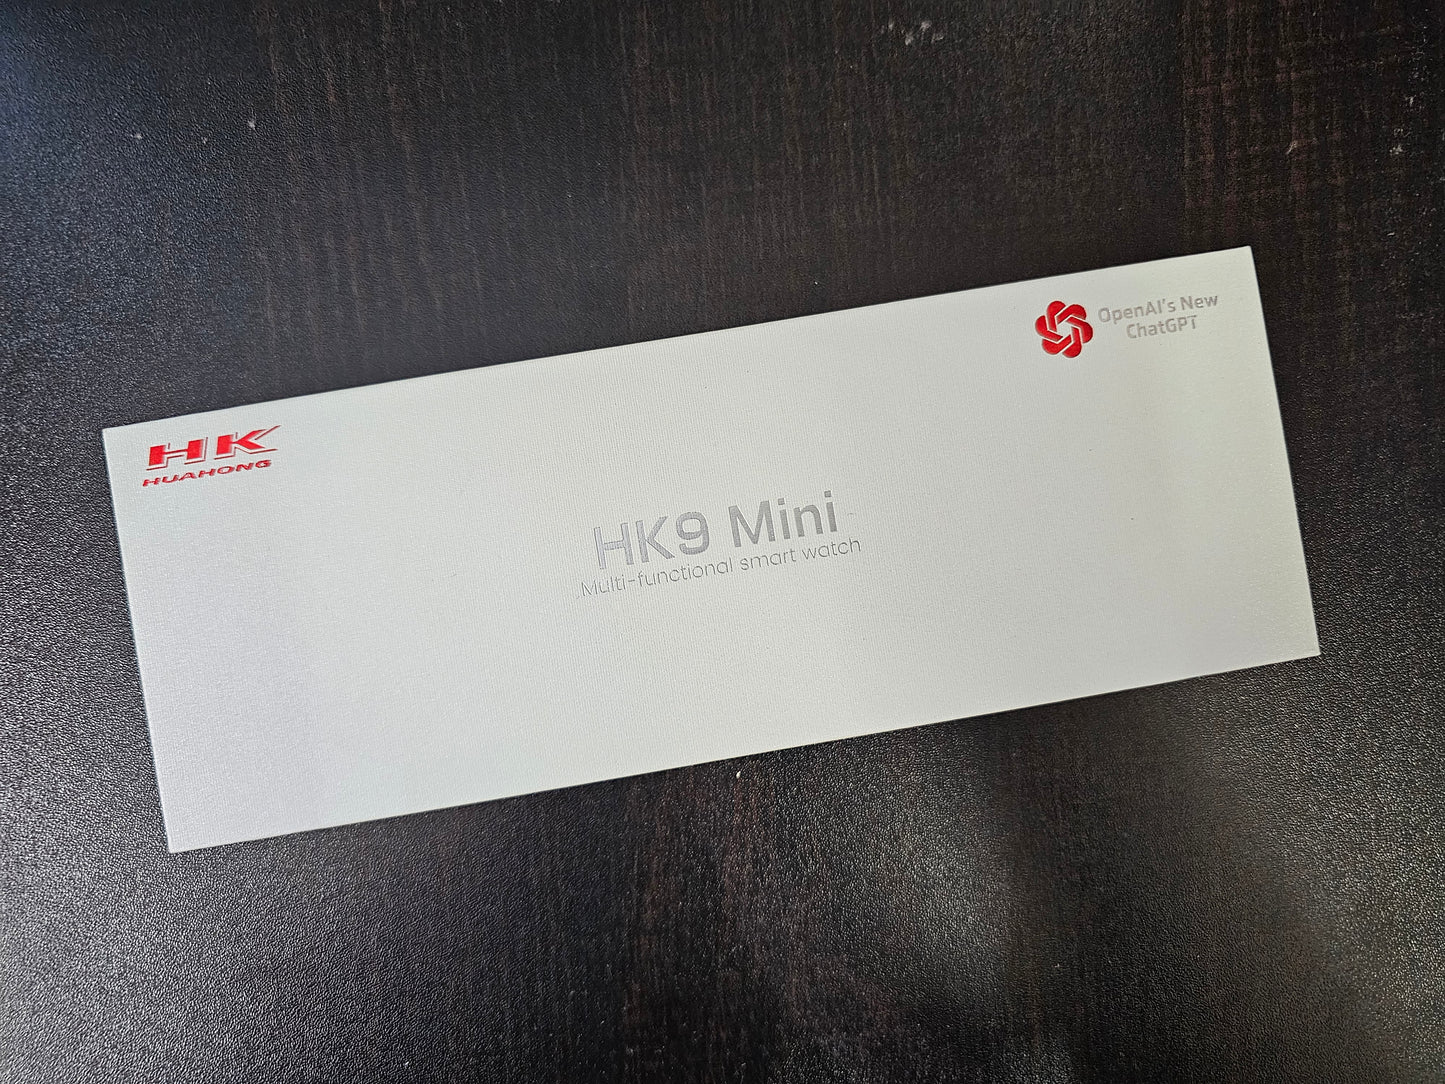 HK
HUAHONG
OpenAI's New
ChatGPT
HK9 Mini
Multi-functional smart watch